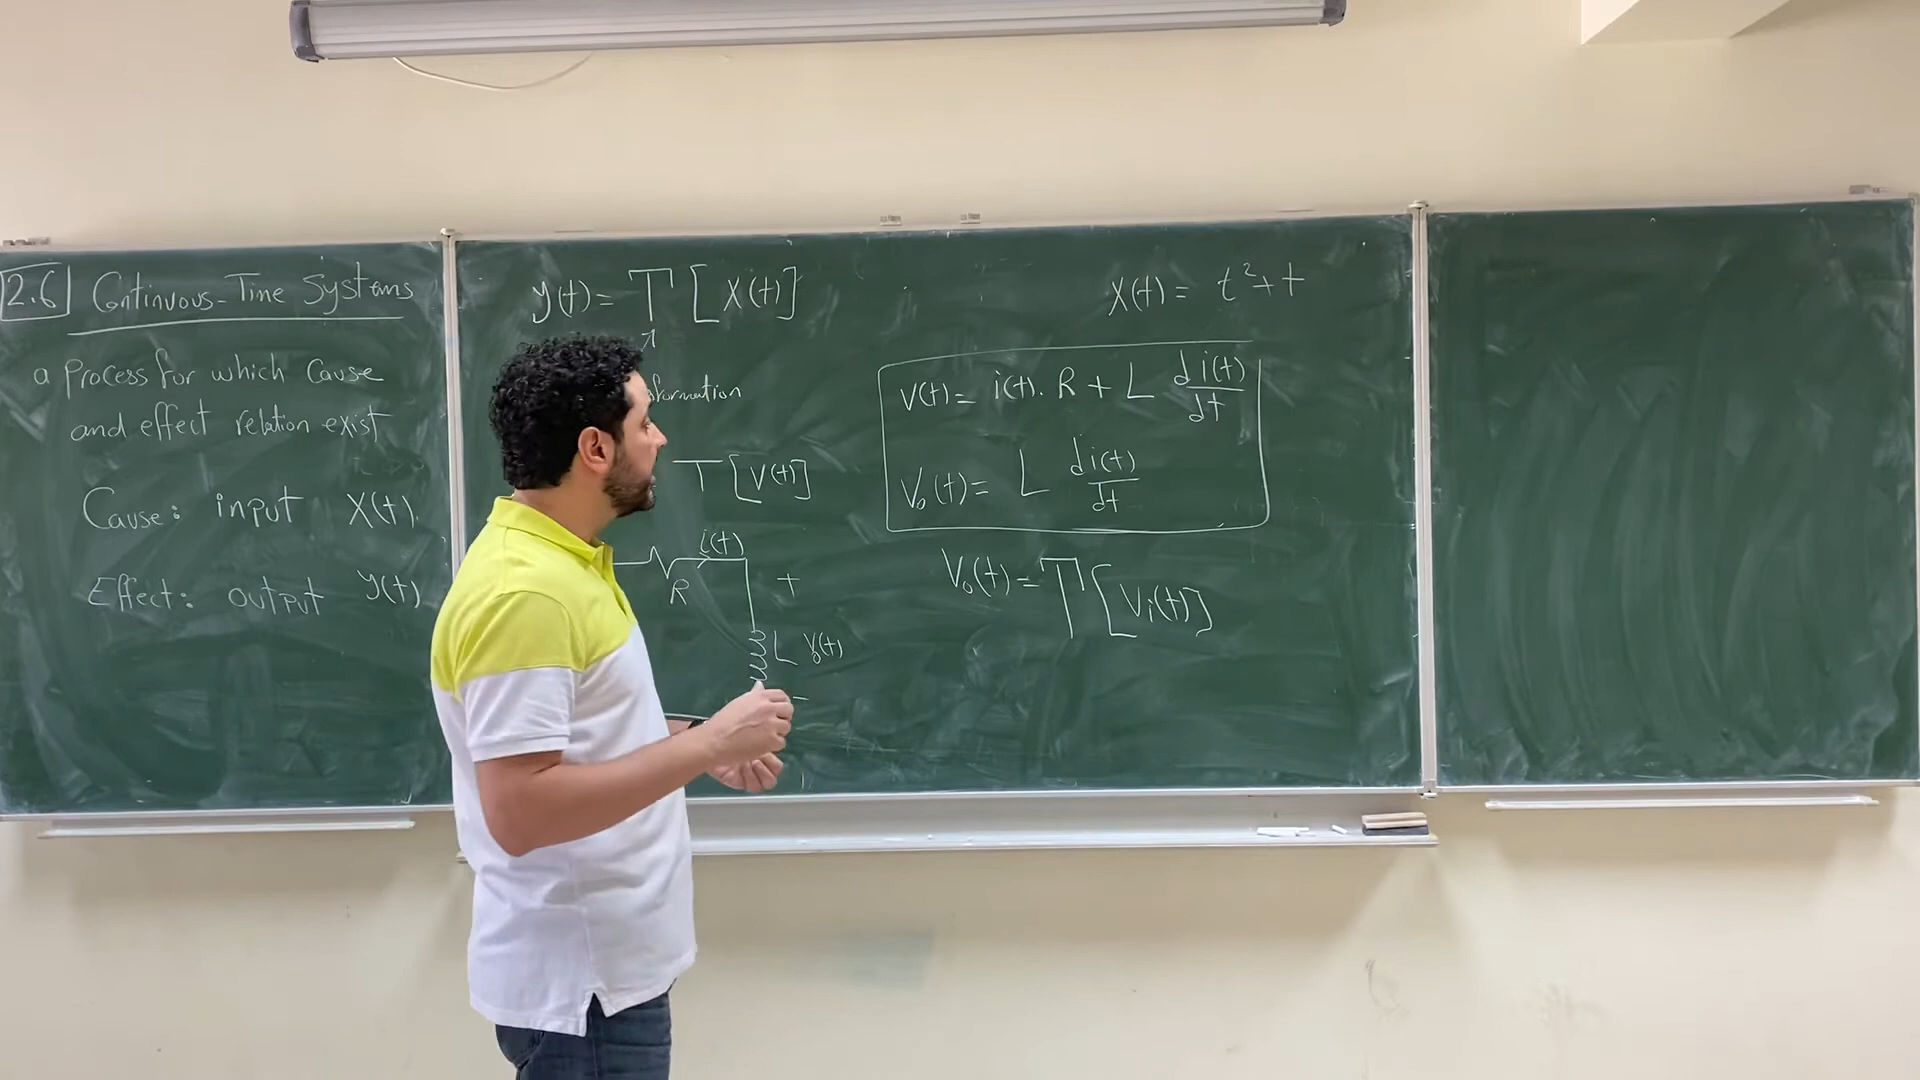 2.6 Continuous-Time Systems
a Process for which Cause
and effect relation exist
Cause: input X(t).
Effect: output y(t)
y(t) = T [X(t)]
T [V(t)]
i(t)
R
+
L V₀(t)
-
X(t) = t² + t
V(t) = i(t). R + L di(t)/dt
V₀(t) = L di(t)/dt
V₀(t) = T [Vi(t)]